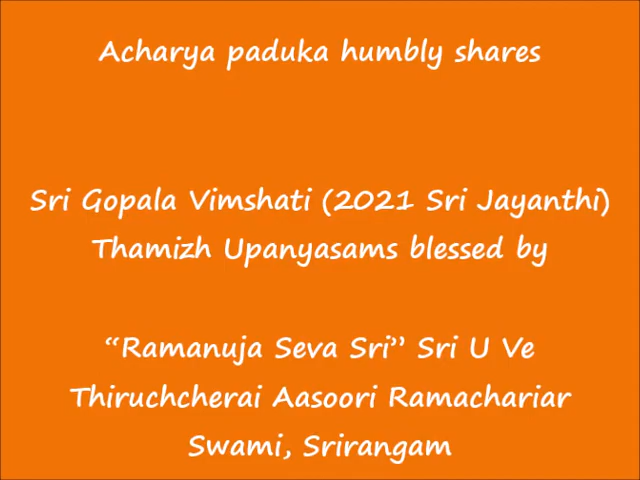 Acharya paduka humbly shares
Sri Gopala Vimshati (2021 Sri Jayanthi)
Thamizh Upanyasams blessed by
“Ramanuja Seva Sri” Sri U Ve
Thiruchcherai Aasoori Ramachariar
Swami, Srirangam